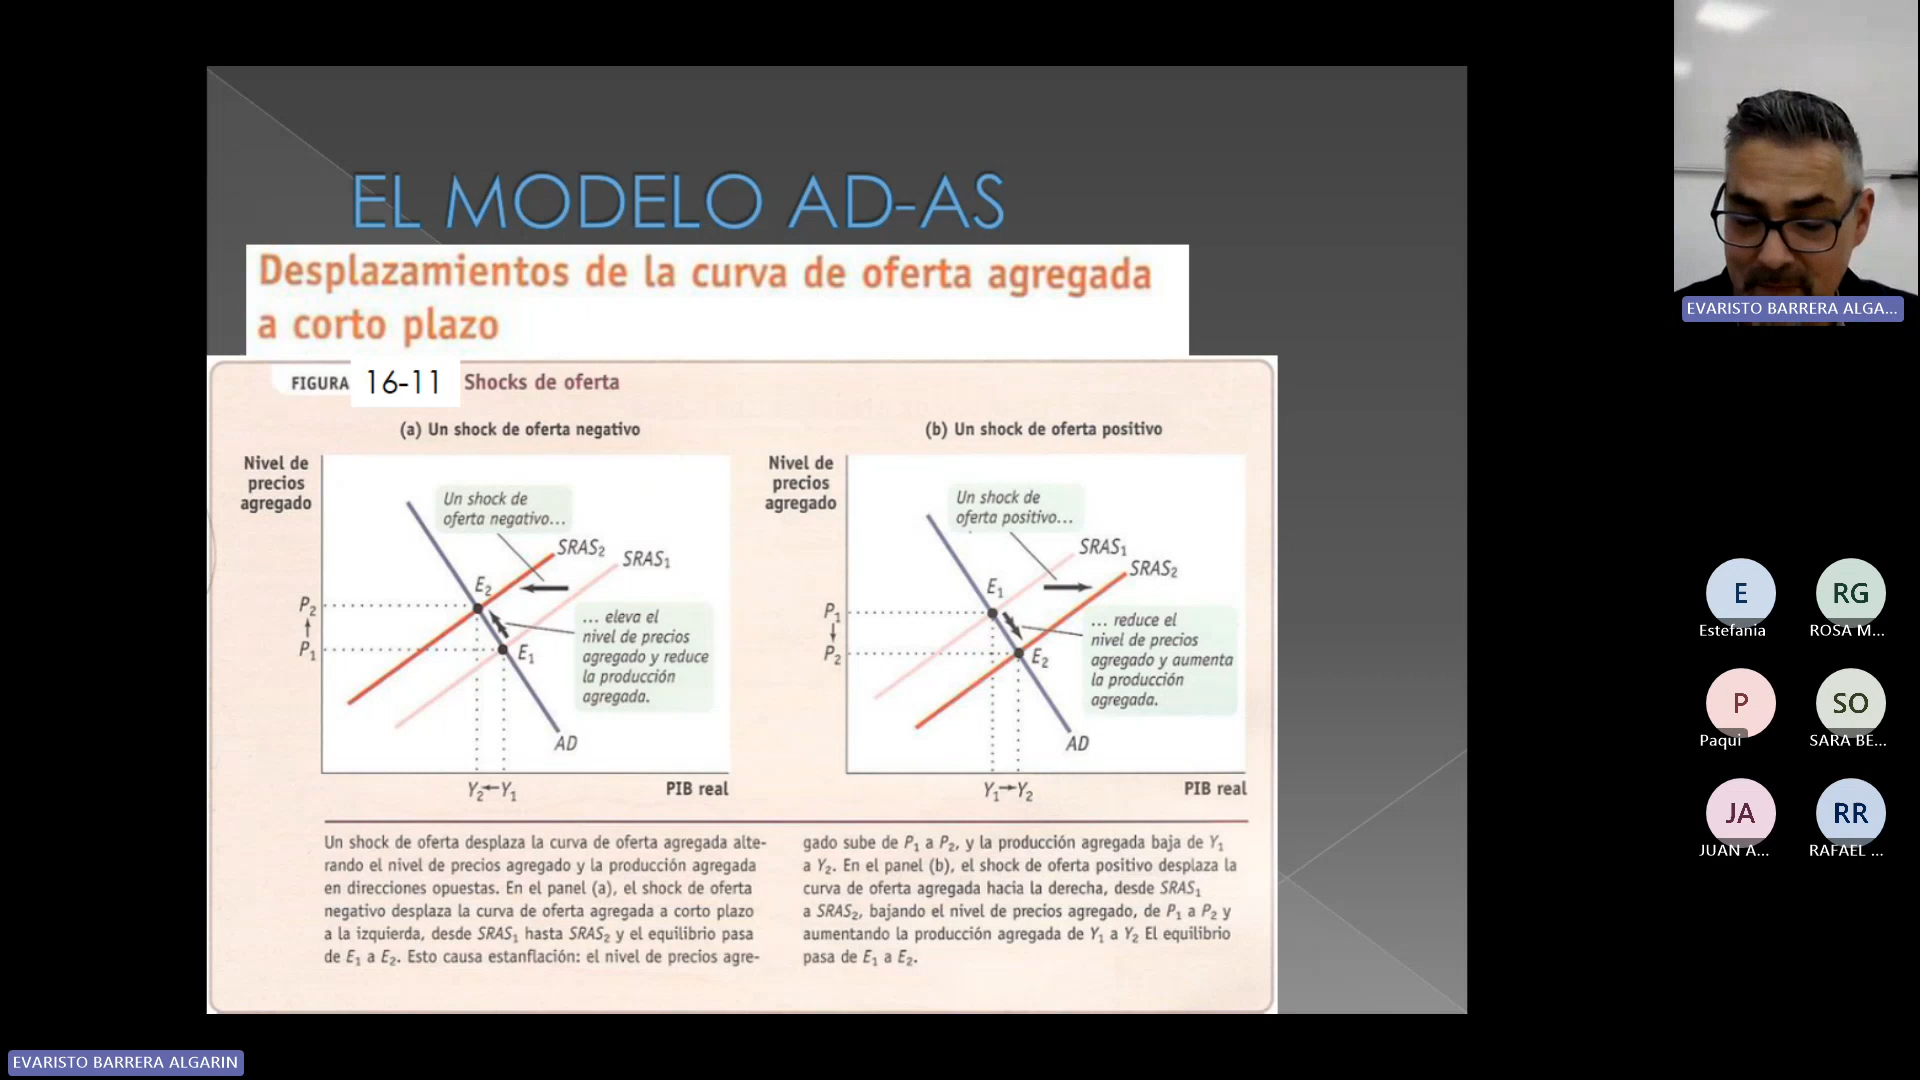 EL MODELO AD-AS
Desplazamientos de la curva de oferta agregada
a corto plazo
FIGURA 16-11 Shocks de oferta
(a) Un shock de oferta negativo
Nivel de
precios
agregado
Un shock de
oferta negativo...
SRAS₂
SRAS₁
E₂
P₂
P₁
E₁
... eleva el
nivel de precios
agregado y reduce
la producción
agregada.
AD
Y₂←Y₁
PIB real
(b) Un shock de oferta positivo
Nivel de
precios
agregado
Un shock de
oferta positivo...
SRAS₁
SRAS₂
E₁
P₁
P₂
E₂
... reduce el
nivel de precios
agregado y aumenta
la producción
agregada.
AD
Y₁→Y₂
PIB real
Un shock de oferta desplaza la curva de oferta agregada alte-
rando el nivel de precios agregado y la producción agregada
en direcciones opuestas. En el panel (a), el shock de oferta
negativo desplaza la curva de oferta agregada a corto plazo
a la izquierda, desde SRAS₁ hasta SRAS₂ y el equilibrio pasa
de E₁ a E₂. Esto causa estanflación: el nivel de precios agre-
gado sube de P₁ a P₂, y la producción agregada baja de Y₁
a Y₂. En el panel (b), el shock de oferta positivo desplaza la
curva de oferta agregada hacia la derecha, desde SRAS₁
a SRAS₂, bajando el nivel de precios agregado, de P₁ a P₂ y
aumentando la producción agregada de Y₁ a Y₂ El equilibrio
pasa de E₁ a E₂.
EVARISTO BARRERA ALGA...
E
RG
Estefania
ROSA M...
P
SO
Paqui
SARA BE...
JA
RR
JUAN A...
RAFAEL ...
EVARISTO BARRERA ALGARIN